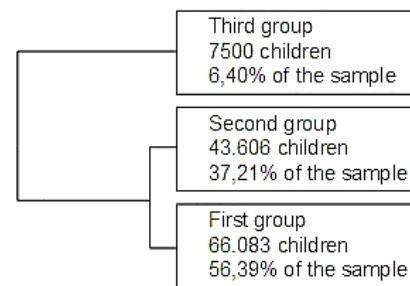 Third group
7500 children
6,40% of the sample
Second group
43.606 children
37,21% of the sample
First group
66.083 children
56,39% of the sample